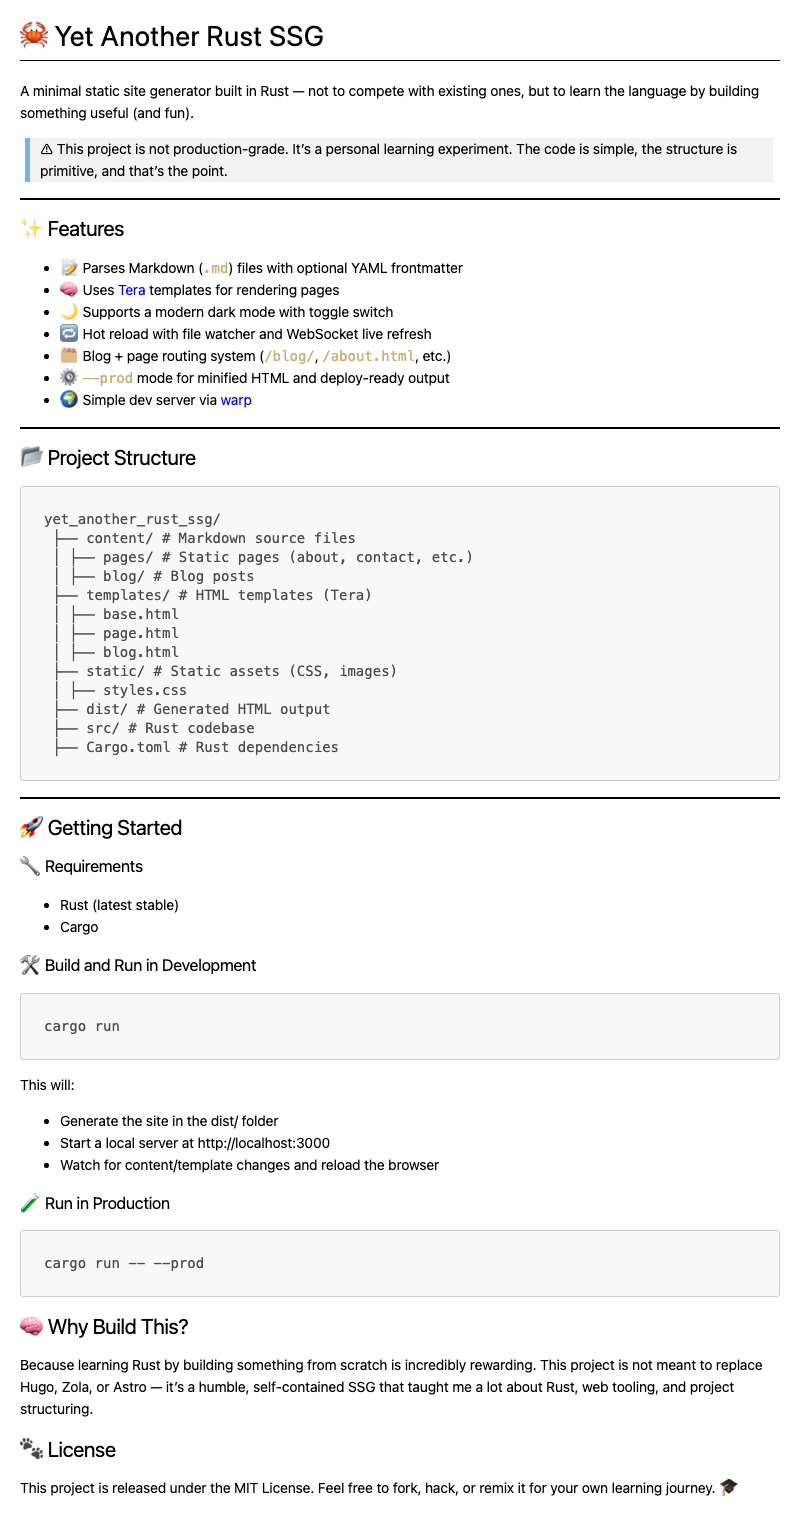 🦀 Yet Another Rust SSG
A minimal static site generator built in Rust — not to compete with existing ones, but to learn the language by building
something useful (and fun).
⚠ This project is not production-grade. It’s a personal learning experiment. The code is simple, the structure is
primitive, and that’s the point.
✨ Features
• 📝 Parses Markdown (.md) files with optional YAML frontmatter
• 🧠 Uses Tera templates for rendering pages
• 🌙 Supports a modern dark mode with toggle switch
• 🔁 Hot reload with file watcher and WebSocket live refresh
• 🗂️ Blog + page routing system (/blog/, /about.html, etc.)
• ⚙️ --prod mode for minified HTML and deploy-ready output
• 🌍 Simple dev server via warp
📂 Project Structure
yet_another_rust_ssg/
├── content/ # Markdown source files
│ ├── pages/ # Static pages (about, contact, etc.)
│ ├── blog/ # Blog posts
├── templates/ # HTML templates (Tera)
│ ├── base.html
│ ├── page.html
│ ├── blog.html
├── static/ # Static assets (CSS, images)
│ ├── styles.css
├── dist/ # Generated HTML output
├── src/ # Rust codebase
├── Cargo.toml # Rust dependencies
🚀 Getting Started
🔧 Requirements
• Rust (latest stable)
• Cargo
🛠️ Build and Run in Development
cargo run
This will:
• Generate the site in the dist/ folder
• Start a local server at http://localhost:3000
• Watch for content/template changes and reload the browser
🧪 Run in Production
cargo run -- --prod
🧠 Why Build This?
Because learning Rust by building something from scratch is incredibly rewarding. This project is not meant to replace
Hugo, Zola, or Astro — it’s a humble, self-contained SSG that taught me a lot about Rust, web tooling, and project
structuring.
🐾 License
This project is released under the MIT License. Feel free to fork, hack, or remix it for your own learning journey. 🎓